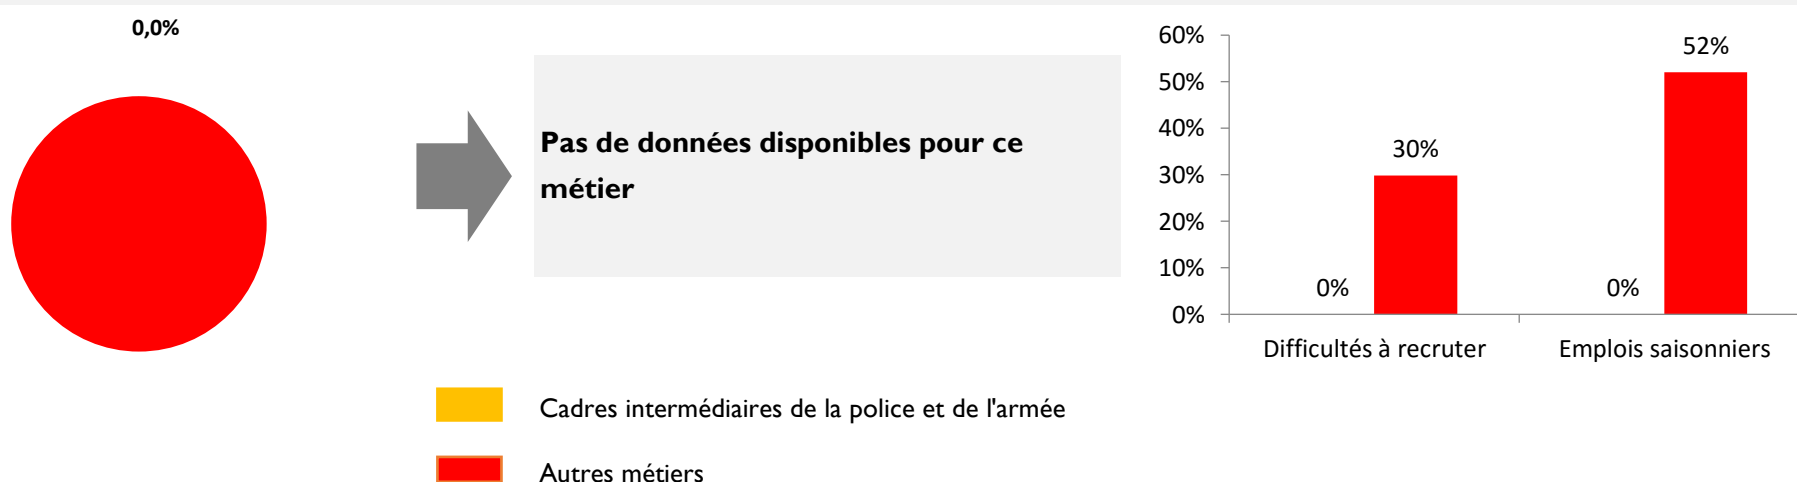 0,0%
Pas de données disponibles pour ce
métier
60%
50%
40%
30%
20%
10%
0%
0%
30%
0%
52%
Difficultés à recruter
Emplois saisonniers
Cadres intermédiaires de la police et de l'armée
Autres métiers